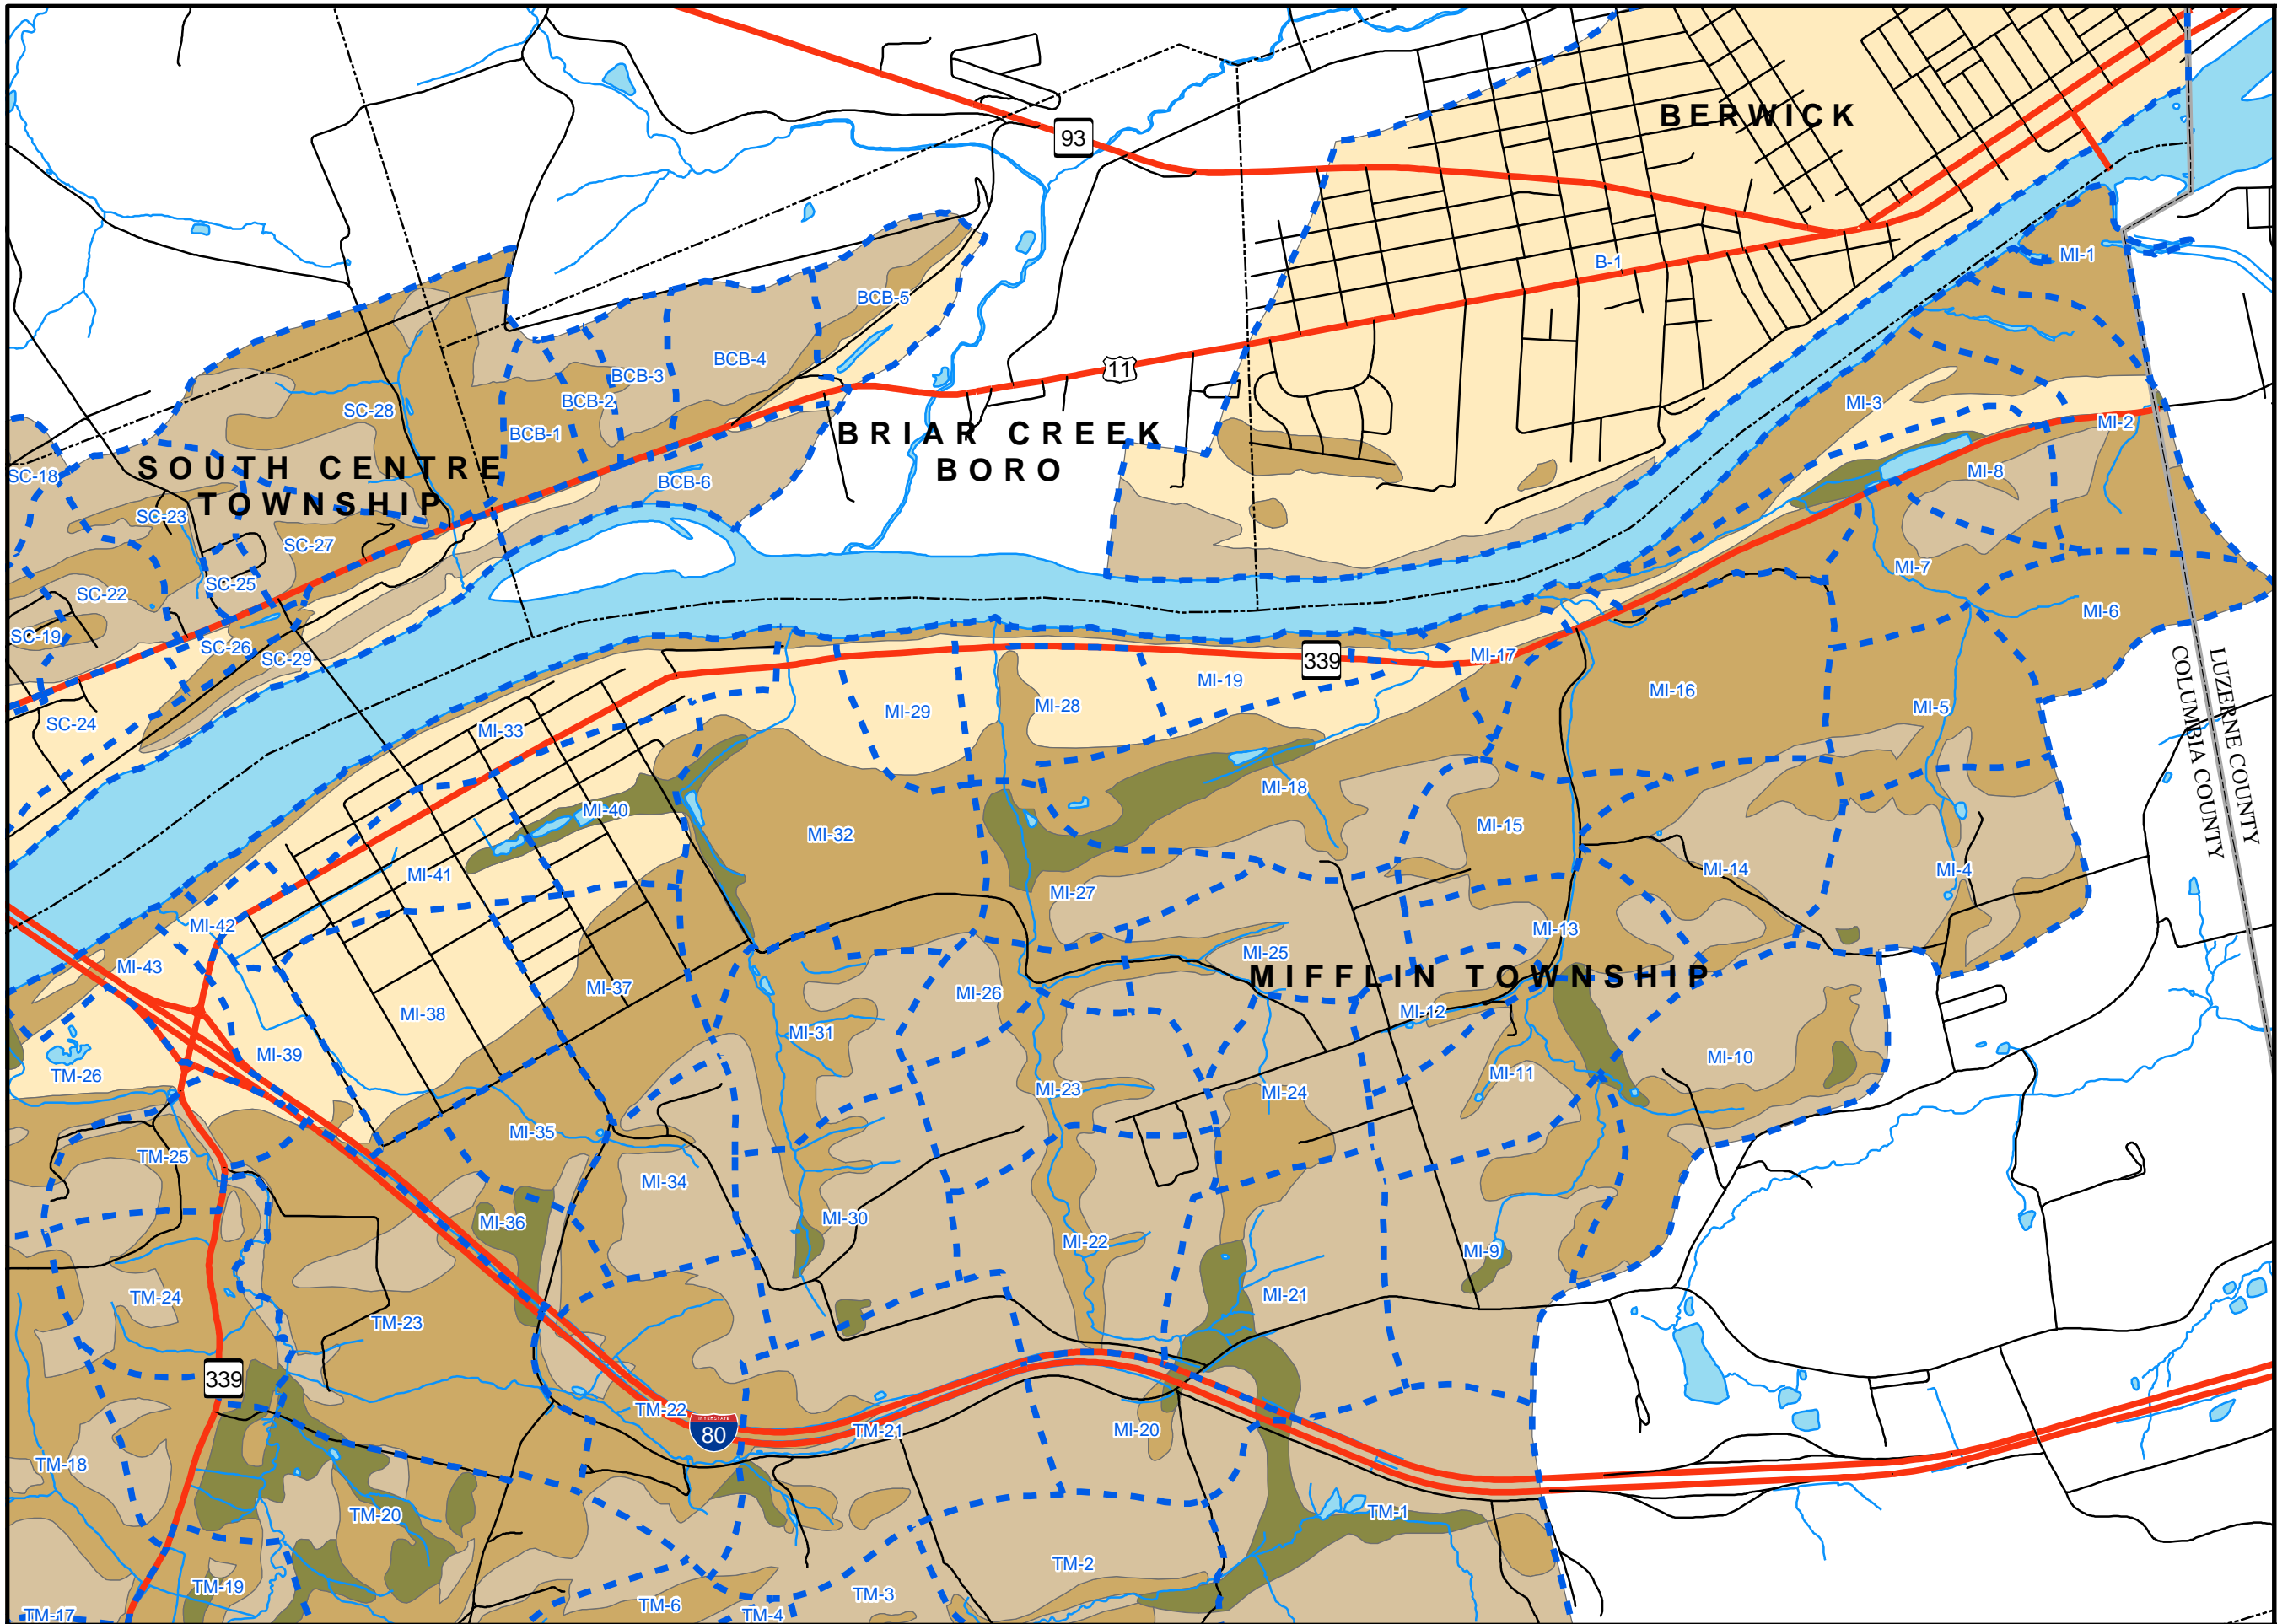 93
BERWICK
MI-1
B-1
BCB-5
BCB-4
11
BCB-3
BCB-2
SC-28
MI-3
MI-2
BCB-1
BRIAR CREEK
BORO
SOUTH CENTRE
TOWNSHIP
SC-18
BCB-6
MI-8
SC-23
SC-27
MI-7
SC-25
SC-22
MI-6
SC-19
SC-26
SC-29
MI-17
339
MI-19
MI-16
LUZERNE COUNTY
COLUMBIA COUNTY
MI-28
MI-29
MI-5
SC-24
MI-33
MI-18
MI-40
MI-15
MI-32
MI-41
MI-14
MI-4
MI-27
MI-42
MI-13
MI-25
MI-43
MIFFLIN TOWNSHIP
MI-37
MI-26
MI-12
MI-38
MI-31
MI-39
MI-10
TM-26
MI-11
MI-23
MI-24
MI-35
TM-25
MI-34
MI-36
MI-30
MI-22
MI-9
TM-24
MI-21
TM-23
339
TM-22
INTERSTATE
80
TM-21
MI-20
TM-18
TM-20
TM-1
TM-2
TM-19
TM-3
TM-6
TM-17
TM-4